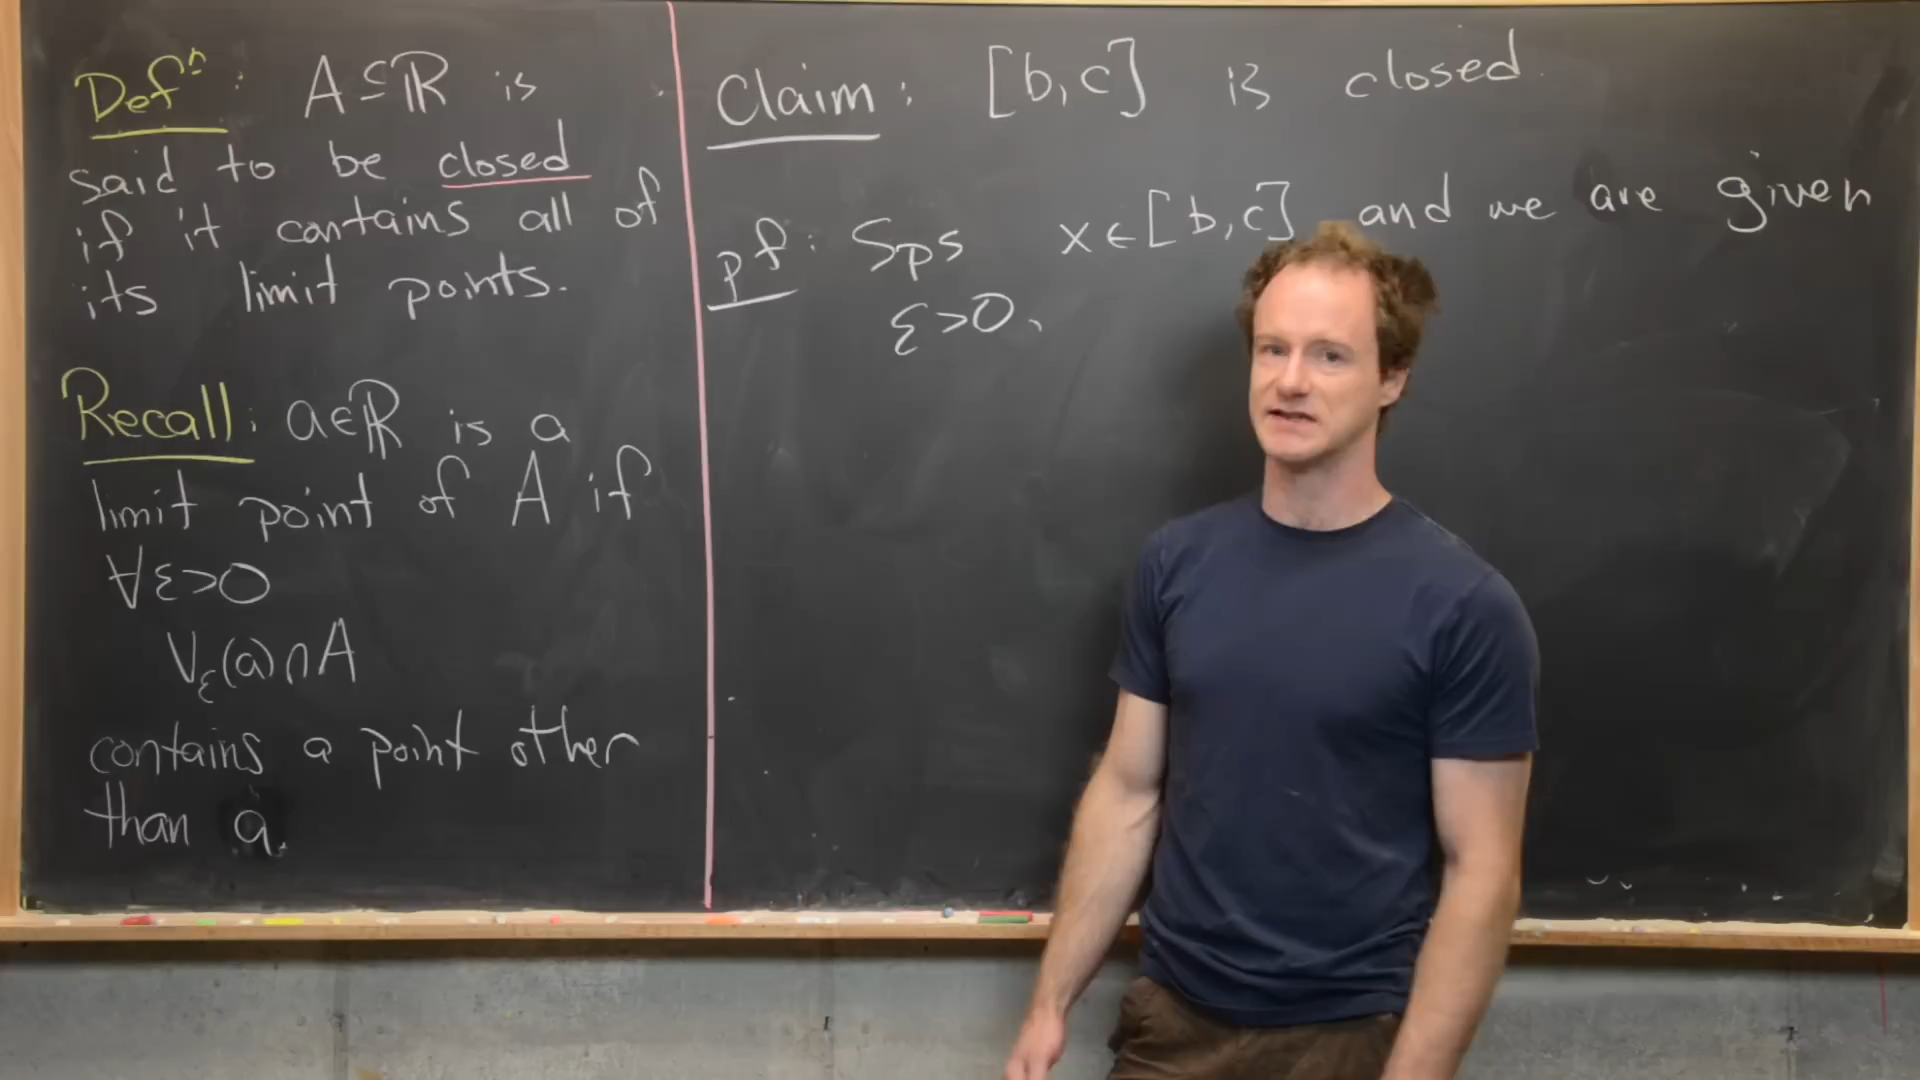 Defⁿ: A ⊆ ℝ is
said to be closed
if it contains all of
its limit points.
Recall: a∈ℝ is a
limit point of A if
∀ε>0
V_ε(a)∩A
contains a point other
than a.
Claim: [b,c] is closed.
pf: Sps x∈[b,c] and we are given
ε>0,